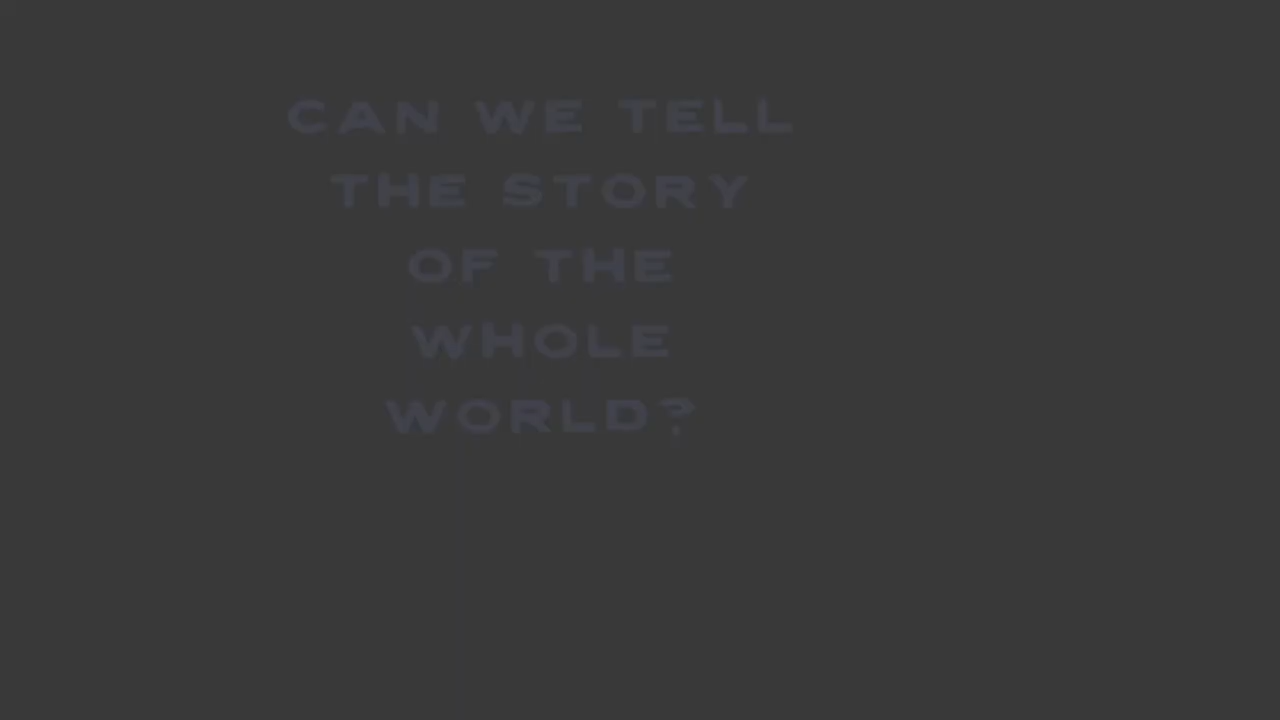 CAN WE TELL
THE STORY
OF THE
WHOLE
WORLD?